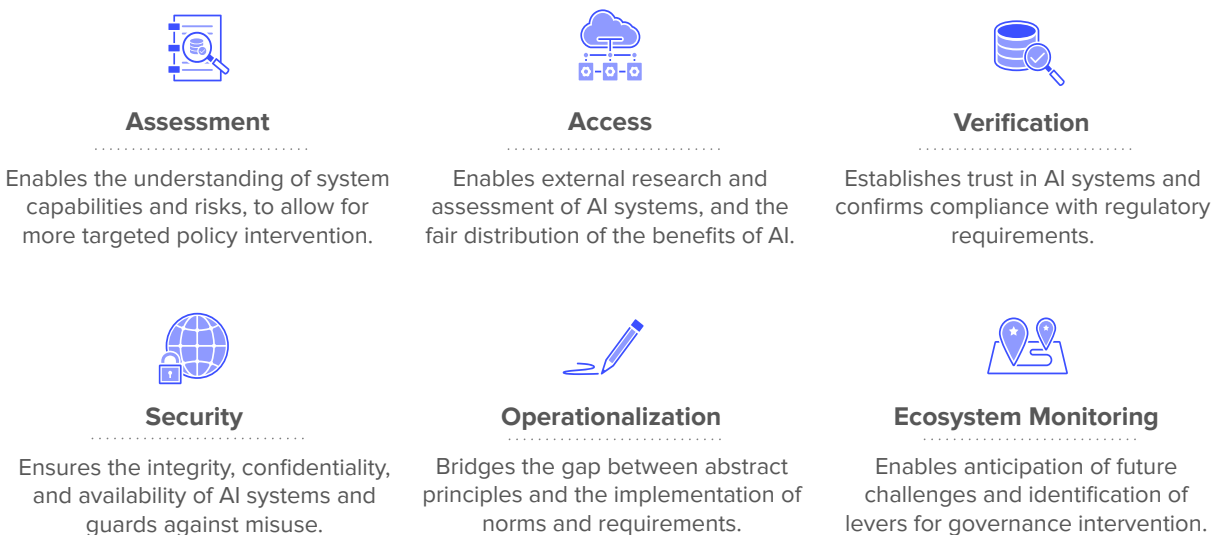 Assessment
Enables the understanding of system
capabilities and risks, to allow for
more targeted policy intervention.
Access
Enables external research and
assessment of AI systems, and the
fair distribution of the benefits of AI.
Verification
Establishes trust in AI systems and
confirms compliance with regulatory
requirements.
Security
Ensures the integrity, confidentiality,
and availability of AI systems and
guards against misuse.
Operationalization
Bridges the gap between abstract
principles and the implementation of
norms and requirements.
Ecosystem Monitoring
Enables anticipation of future
challenges and identification of
levers for governance intervention.